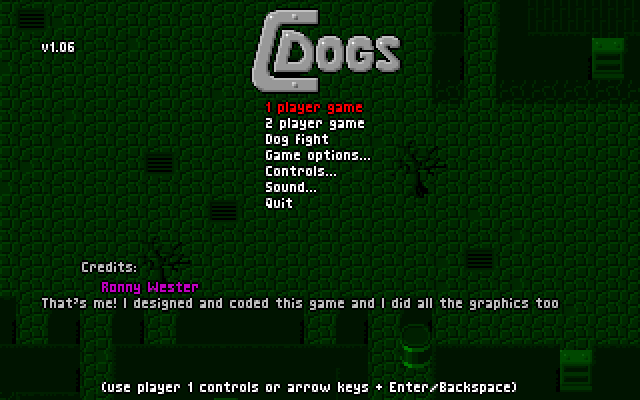 C DOGS
v1.06
1 player game
2 player game
Dog fight
Game options...
Controls...
Sound...
Quit
Credits:
Ronny Wester
That's me! I designed and coded this game and I did all the graphics too
(use player 1 controls or arrow keys + Enter/Backspace)